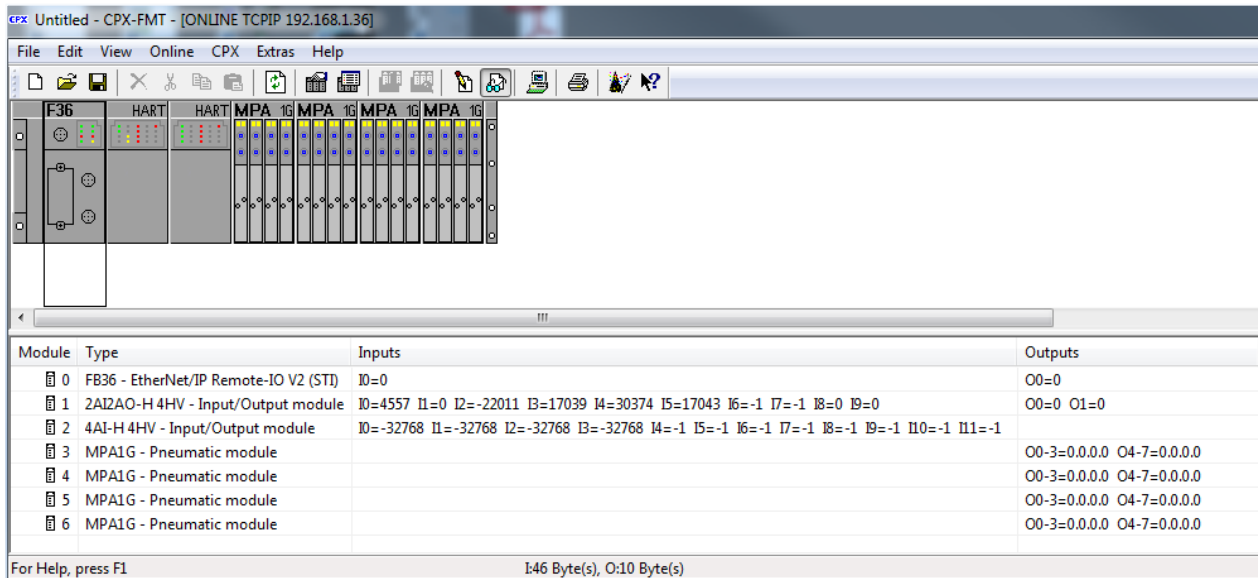 CPX Untitled - CPX-FMT - [ONLINE TCPIP 192.168.1.36]
File Edit View Online CPX Extras Help
F36 HART HART MPA 1G MPA 1G MPA 1G MPA 1G
Module Type Inputs Outputs
0 FB36 - EtherNet/IP Remote-IO V2 (STI) I0=0 O0=0
1 2AI2AO-H 4HV - Input/Output module I0=4557 I1=0 I2=-22011 I3=17039 I4=30374 I5=17043 I6=-1 I7=-1 I8=0 I9=0 O0=0 O1=0
2 4AI-H 4HV - Input/Output module I0=-32768 I1=-32768 I2=-32768 I3=-32768 I4=-1 I5=-1 I6=-1 I7=-1 I8=-1 I9=-1 I10=-1 I11=-1
3 MPA1G - Pneumatic module O0-3=0.0.0.0 O4-7=0.0.0.0
4 MPA1G - Pneumatic module O0-3=0.0.0.0 O4-7=0.0.0.0
5 MPA1G - Pneumatic module O0-3=0.0.0.0 O4-7=0.0.0.0
6 MPA1G - Pneumatic module O0-3=0.0.0.0 O4-7=0.0.0.0
For Help, press F1 I:46 Byte(s), O:10 Byte(s)